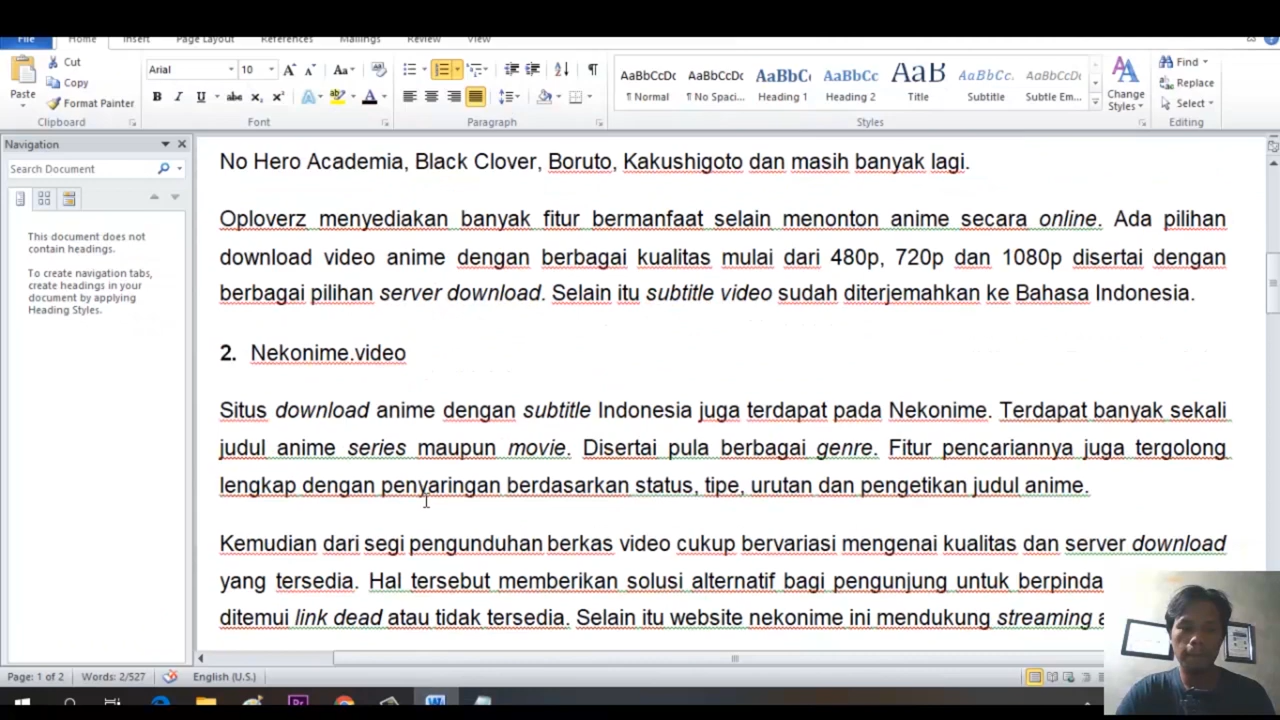 File Home Insert Page Layout References Mailings Review View
Cut
Copy
Format Painter
Paste
Arial 10
Clipboard Font Paragraph Styles Editing
AaBbCcDc AaBbCcDc AaBbC AaBbCc AaB AaBbCcDc AaBbCcDc
¶ Normal ¶ No Spaci... Heading 1 Heading 2 Title Subtitle Subtle Em...
Change Styles
Find
Replace
Select
Navigation
Search Document
This document does not
contain headings.
To create navigation tabs,
create headings in your
document by applying
Heading Styles.
No Hero Academia, Black Clover, Boruto, Kakushigoto dan masih banyak lagi.
Oploverz menyediakan banyak fitur bermanfaat selain menonton anime secara online. Ada pilihan
download video anime dengan berbagai kualitas mulai dari 480p, 720p dan 1080p disertai dengan
berbagai pilihan server download. Selain itu subtitle video sudah diterjemahkan ke Bahasa Indonesia.
2. Nekonime.video
Situs download anime dengan subtitle Indonesia juga terdapat pada Nekonime. Terdapat banyak sekali
judul anime series maupun movie. Disertai pula berbagai genre. Fitur pencariannya juga tergolong
lengkap dengan penyaringan berdasarkan status, tipe, urutan dan pengetikan judul anime.
Kemudian dari segi pengunduhan berkas video cukup bervariasi mengenai kualitas dan server download
yang tersedia. Hal tersebut memberikan solusi alternatif bagi pengunjung untuk berpinda
ditemui link dead atau tidak tersedia. Selain itu website nekonime ini mendukung streaming a
Page: 1 of 2 Words: 2/527 English (U.S.)